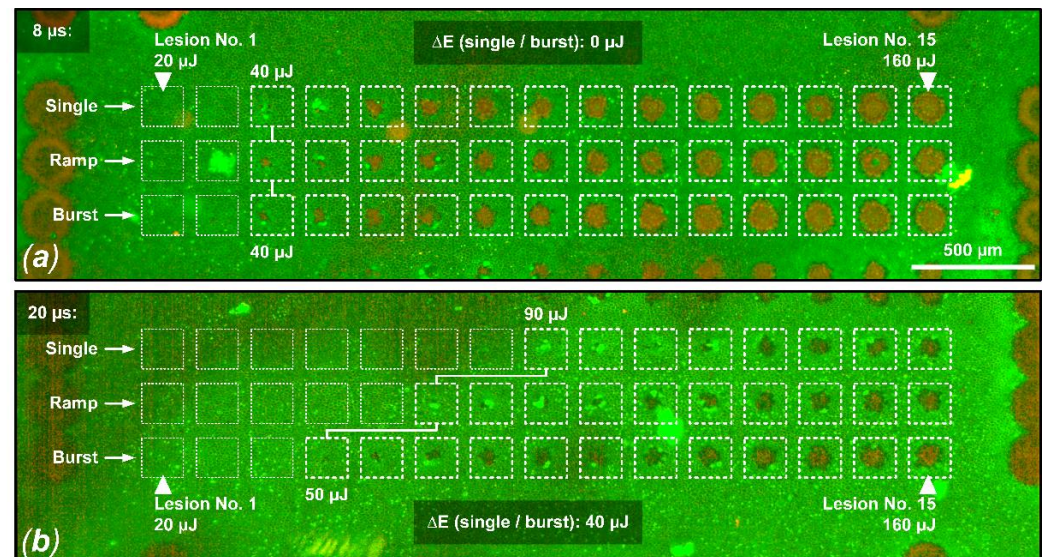 8 µs:
Lesion No. 1
20 µJ
ΔE (single / burst): 0 µJ
Lesion No. 15
160 µJ
40 µJ
Single
Ramp
Burst
40 µJ
(a)
500 µm
20 µs:
90 µJ
Single
Ramp
Burst
50 µJ
Lesion No. 1
20 µJ
ΔE (single / burst): 40 µJ
Lesion No. 15
160 µJ
(b)